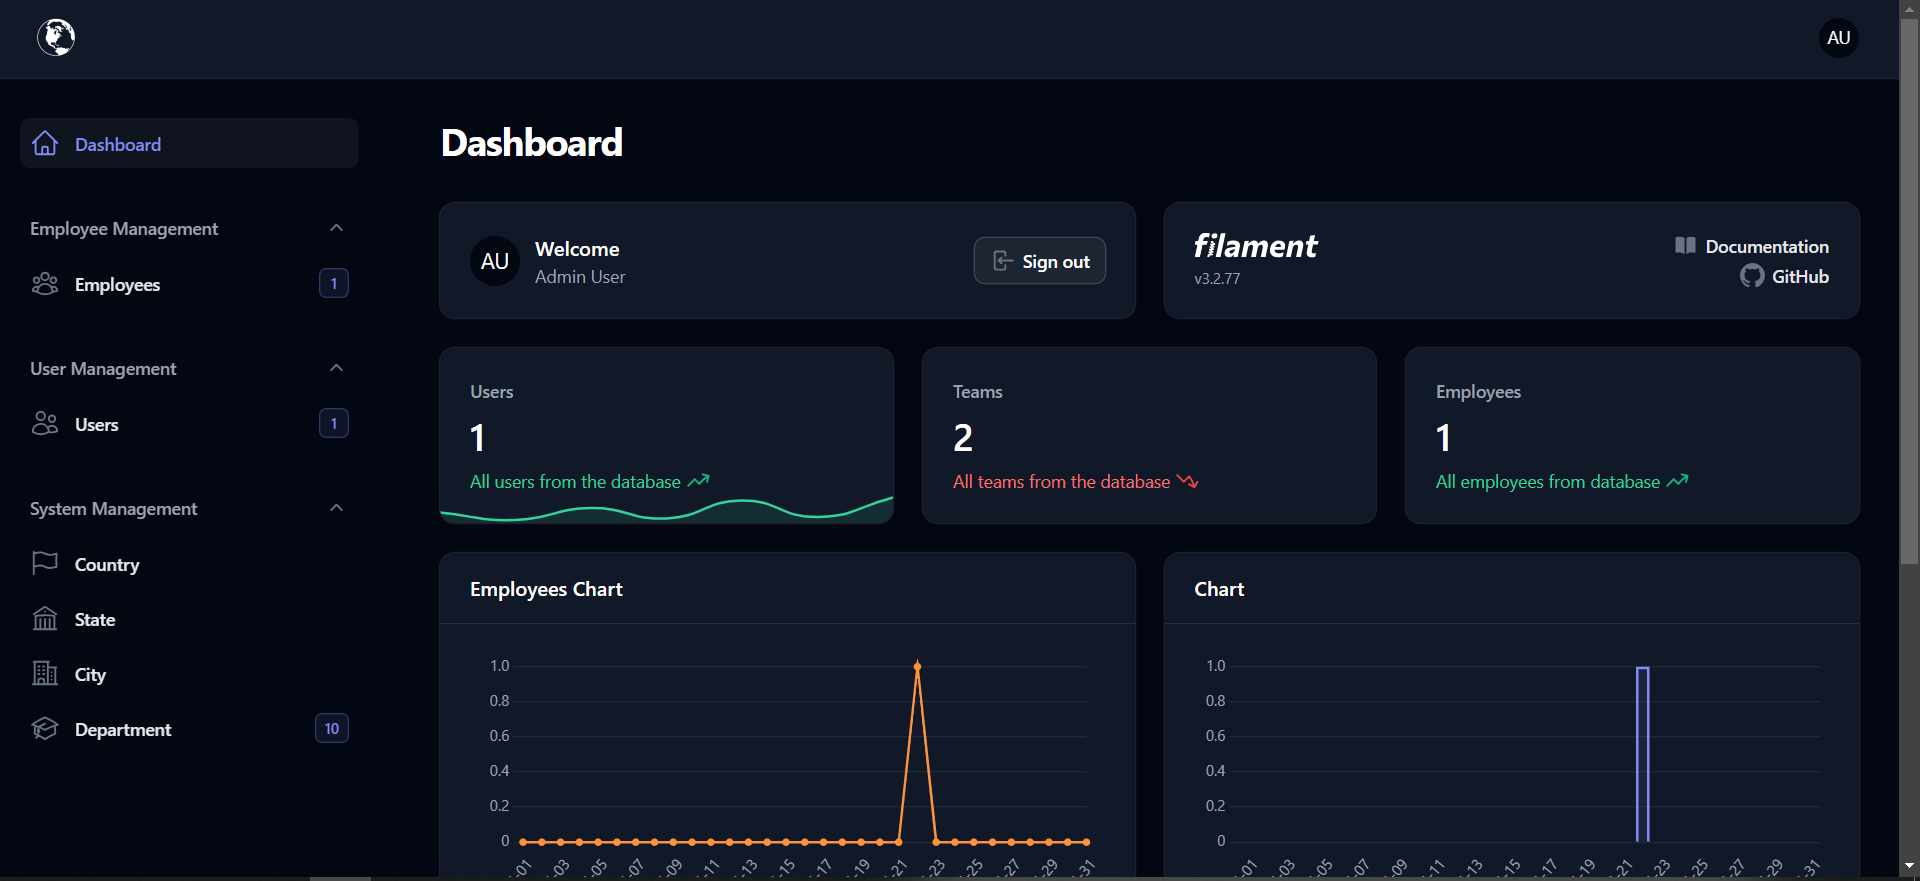 AU
Dashboard
Employee Management
Employees 1
User Management
Users 1
System Management
Country
State
City
Department 10
Dashboard
AU
Welcome
Admin User
Sign out
filament
v3.2.77
Documentation
GitHub
Users
1
All users from the database
Teams
2
All teams from the database
Employees
1
All employees from database
Employees Chart
1.0
0.8
0.6
0.4
0.2
0
-01 -03 -05 -07 -09 -11 -13 -15 -17 -19 -21 -23 -25 -27 -29 -31
Chart
1.0
0.8
0.6
0.4
0.2
0
-01 -03 -05 -07 -09 -11 -13 -15 -17 -19 -21 -23 -25 -27 -29 -31